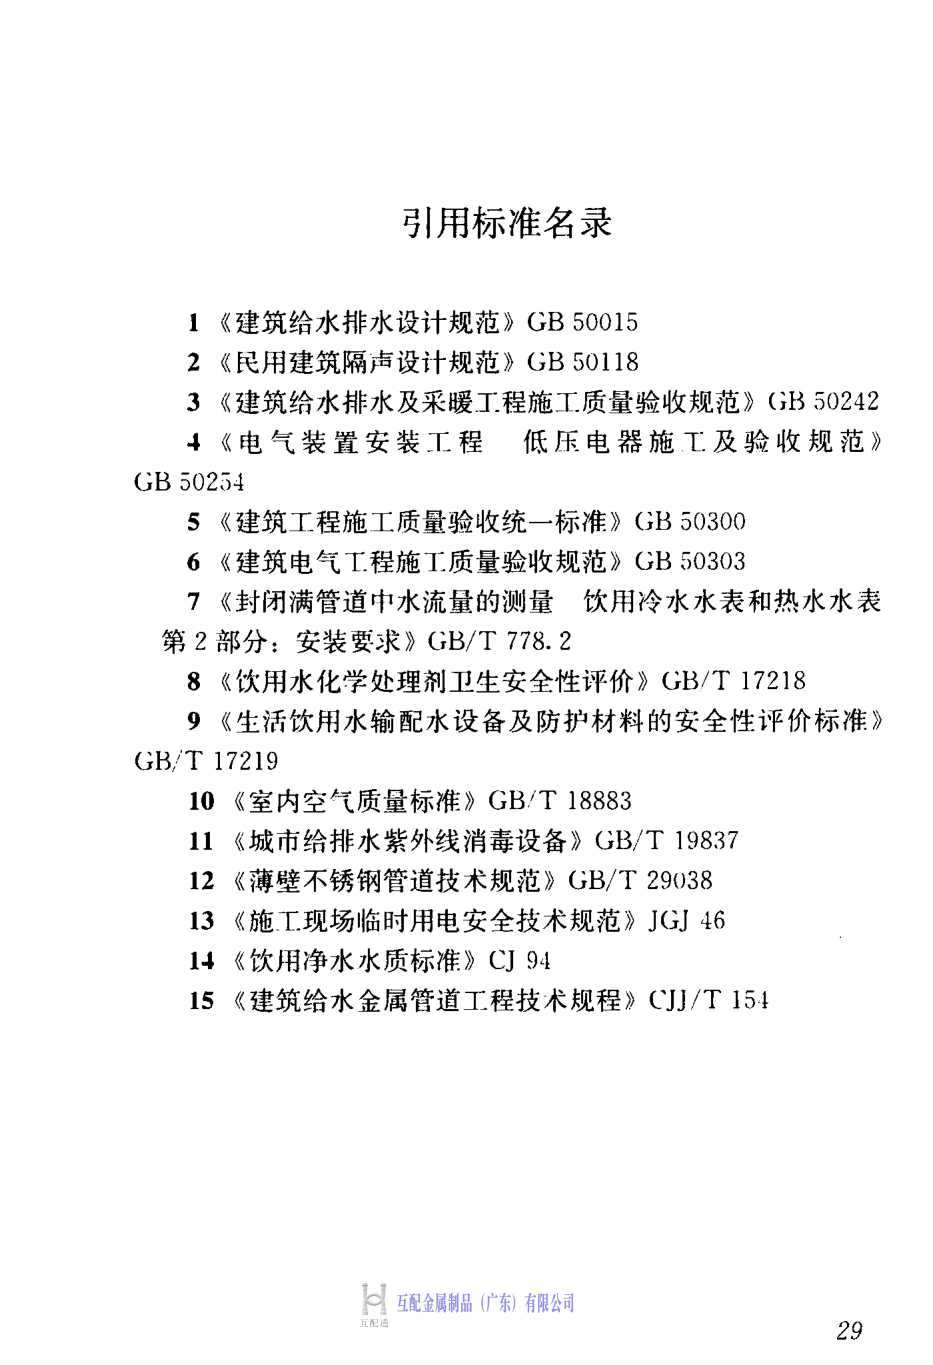 引用标准名录
1 《建筑给水排水设计规范》GB 50015
2 《民用建筑隔声设计规范》GB 50118
3 《建筑给水排水及采暖工程施工质量验收规范》GB 50242
4 《电气装置安装工程 低压电器施工及验收规范》
GB 50254
5 《建筑工程施工质量验收统一标准》GB 50300
6 《建筑电气工程施工质量验收规范》GB 50303
7 《封闭满管道中水流量的测量 饮用冷水水表和热水水表
第 2 部分：安装要求》GB/T 778.2
8 《饮用水化学处理剂卫生安全性评价》GB/T 17218
9 《生活饮用水输配水设备及防护材料的安全性评价标准》
GB/T 17219
10 《室内空气质量标准》GB/T 18883
11 《城市给排水紫外线消毒设备》GB/T 19837
12 《薄壁不锈钢管道技术规范》GB/T 29038
13 《施工现场临时用电安全技术规范》JGJ 46
14 《饮用净水水质标准》CJ 94
15 《建筑给水金属管道工程技术规程》CJJ/T 154
互配金属制品（广东）有限公司
互配通
29